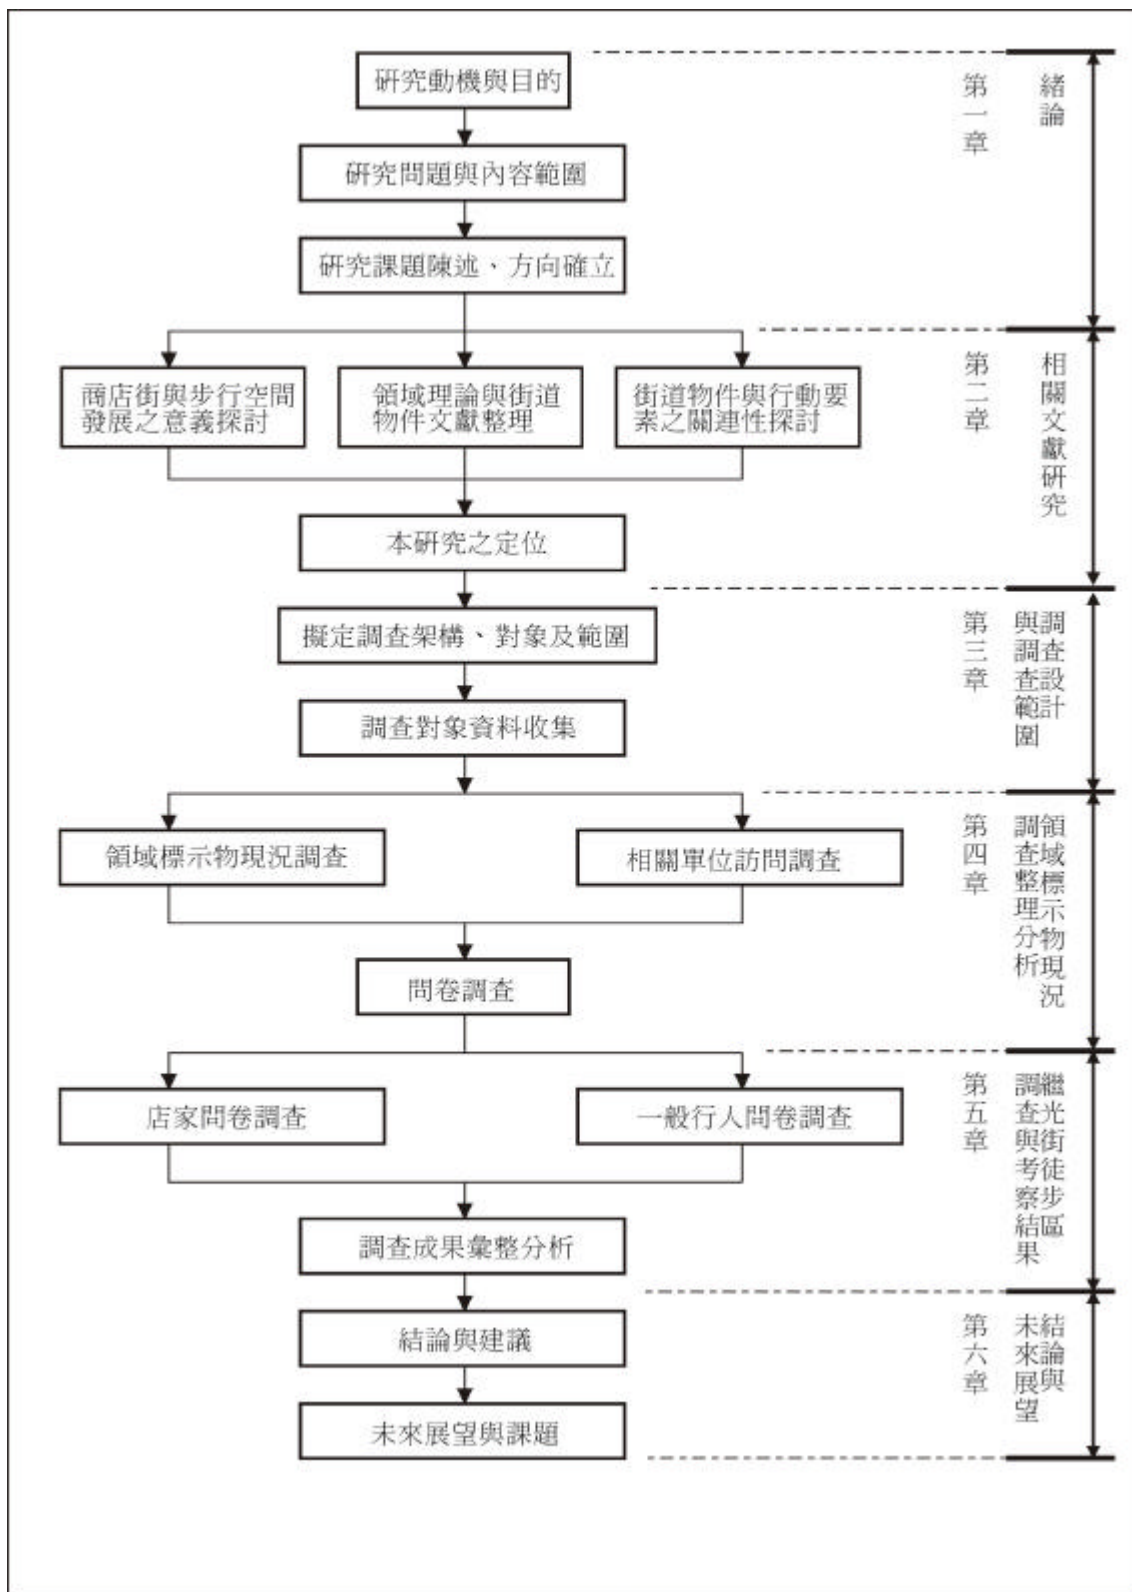 研究動機與目的
研究問題與內容範圍
研究課題陳述、方向確立
第一章
緒論
商店街與步行空間
發展之意義探討
領域理論與街道
物件文獻整理
街道物件與行動要
素之關連性探討
本研究之定位
第二章
相關文獻研究
擬定調查架構、對象及範圍
調查對象資料收集
第三章
調查設計
與調查範圍
領域標示物現況調查
相關單位訪問調查
問卷調查
第四章
領域標示物現況
調查整理分析
店家問卷調查
一般行人問卷調查
調查成果彙整分析
第五章
繼光街徒步區
調查與考察結果
結論與建議
未來展望與課題
第六章
結論與
未來展望